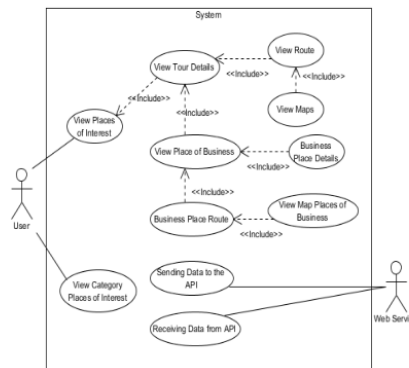 System
View Route
View Tour Details
<<Include>>
<<Include>>
View Places
of Interest
<<Include>>
View Maps
<<Include>>
View Place of Business
Business
Place Details
<<Include>>
User
<<Include>>
Business Place Route
View Map Places of
Business
<<Include>>
View Category
Places of Interest
Sending Data to the
API
Receiving Data from API
Web Servi